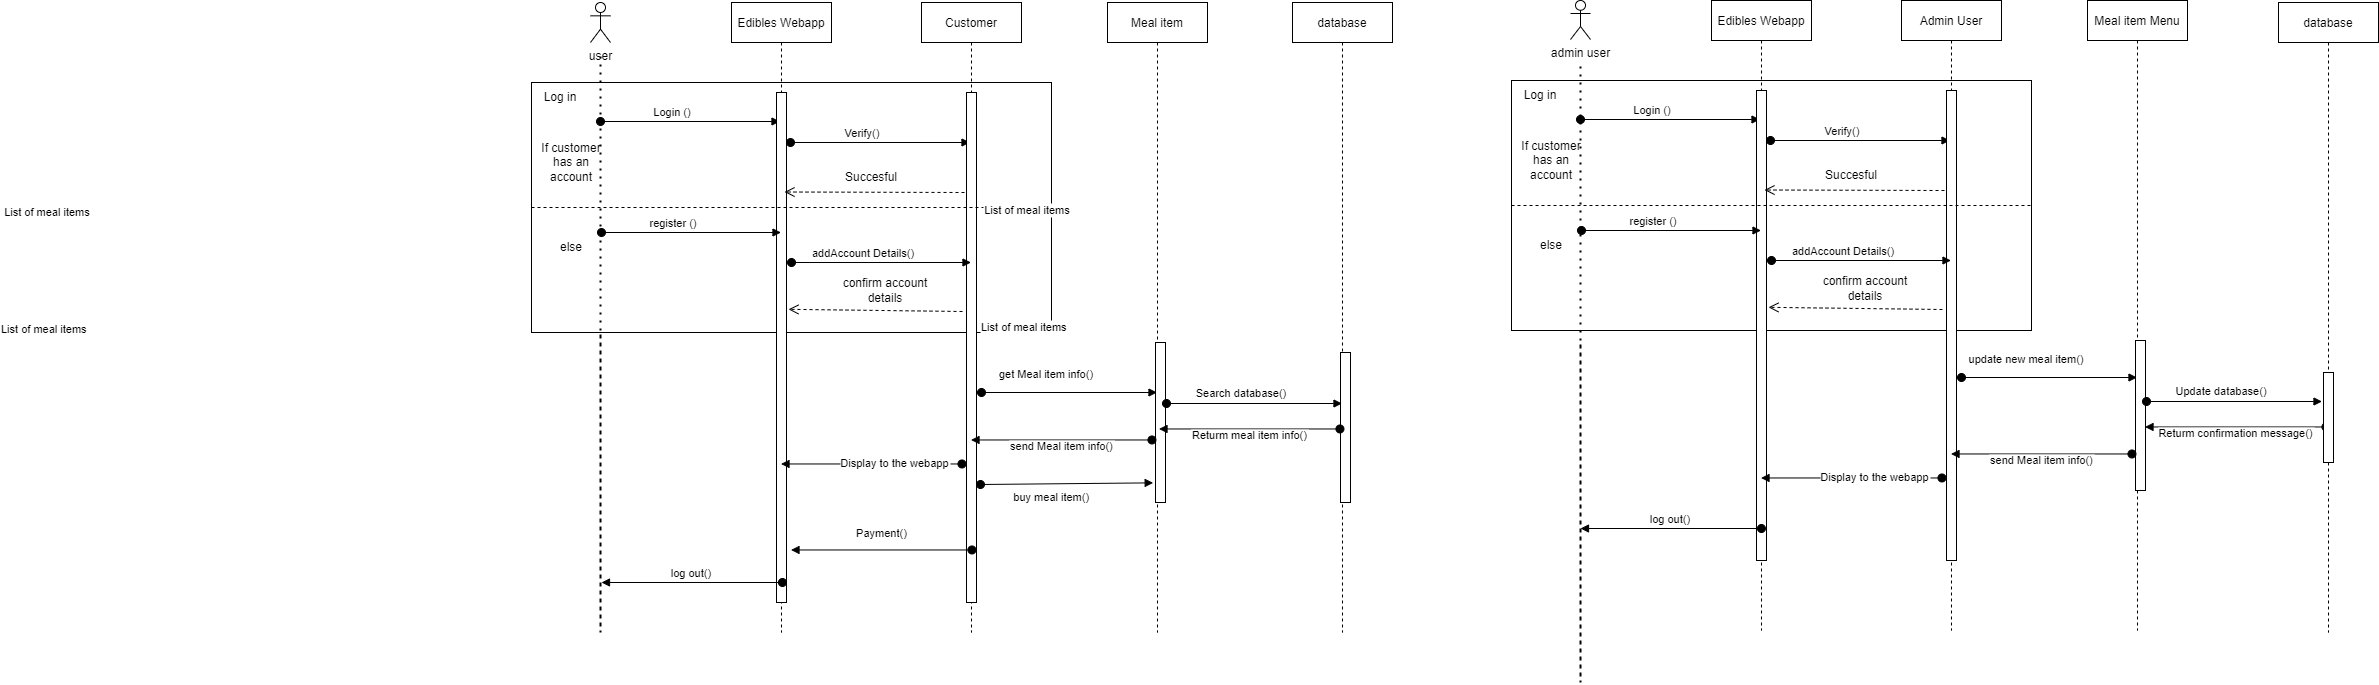 user
Edibles Webapp
Customer
Meal item
database
Log in
Login ()
Verify()
If customer
has an
account
Succesful
List of meal items
List of meal items
register ()
else
addAccount Details()
confirm account
details
List of meal items
List of meal items
get Meal item info()
Search database()
Returm meal item info()
send Meal item info()
Display to the webapp
buy meal item()
Payment()
log out()
admin user
Edibles Webapp
Admin User
Meal item Menu
database
Log in
Login ()
Verify()
If customer
has an
account
Succesful
register ()
else
addAccount Details()
confirm account
details
update new meal item()
Update database()
Returm confirmation message()
send Meal item info()
Display to the webapp
log out()